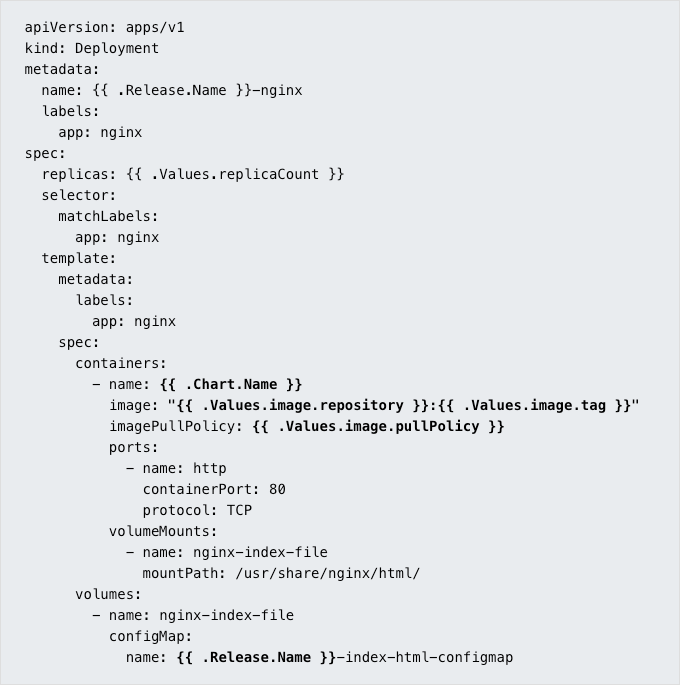 apiVersion: apps/v1
kind: Deployment
metadata:
  name: {{ .Release.Name }}-nginx
  labels:
    app: nginx
spec:
  replicas: {{ .Values.replicaCount }}
  selector:
    matchLabels:
      app: nginx
  template:
    metadata:
      labels:
        app: nginx
    spec:
      containers:
        - name: {{ .Chart.Name }}
          image: "{{ .Values.image.repository }}:{{ .Values.image.tag }}"
          imagePullPolicy: {{ .Values.image.pullPolicy }}
          ports:
            - name: http
              containerPort: 80
              protocol: TCP
          volumeMounts:
            - name: nginx-index-file
              mountPath: /usr/share/nginx/html/
      volumes:
        - name: nginx-index-file
          configMap:
            name: {{ .Release.Name }}-index-html-configmap